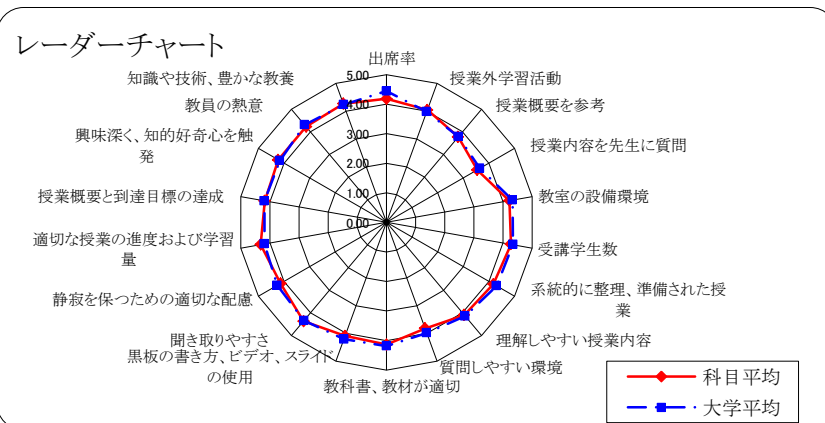 レーダーチャート
出席率
授業外学習活動
授業概要を参考
授業内容を先生に質問
教室の設備環境
受講学生数
系統的に整理、準備された授
業
理解しやすい授業内容
質問しやすい環境
教科書、教材が適切
黒板の書き方、ビデオ、スライド
の使用
聞き取りやすさ
静寂を保つための適切な配慮
適切な授業の進度および学習
量
授業概要と到達目標の達成
興味深く、知的好奇心を触
発
教員の熱意
知識や技術、豊かな教養
5.00
4.00
3.00
2.00
1.00
0.00
科目平均
大学平均